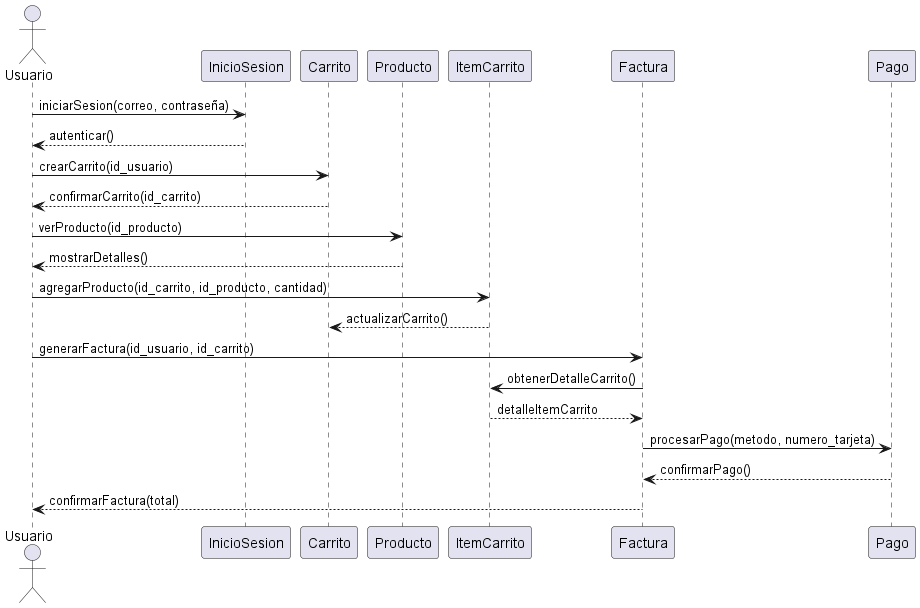 Usuario
InicioSesion
Carrito
Producto
ItemCarrito
Factura
Pago
iniciarSesion(correo, contraseña)
autenticar()
crearCarrito(id_usuario)
confirmarCarrito(id_carrito)
verProducto(id_producto)
mostrarDetalles()
agregarProducto(id_carrito, id_producto, cantidad)
actualizarCarrito()
generarFactura(id_usuario, id_carrito)
obtenerDetalleCarrito()
detalleItemCarrito
procesarPago(metodo, numero_tarjeta)
confirmarPago()
confirmarFactura(total)
Usuario
InicioSesion
Carrito
Producto
ItemCarrito
Factura
Pago